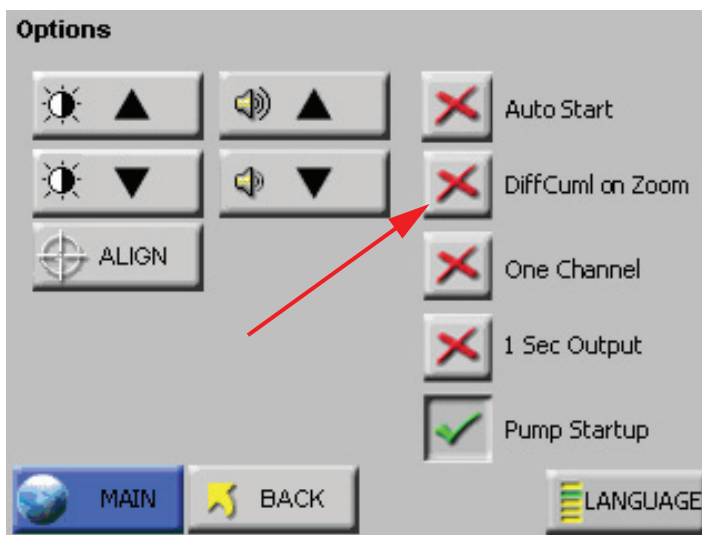 Options
Auto Start
DiffCuml on Zoom
ALIGN
One Channel
1 Sec Output
Pump Startup
MAIN
BACK
LANGUAGE